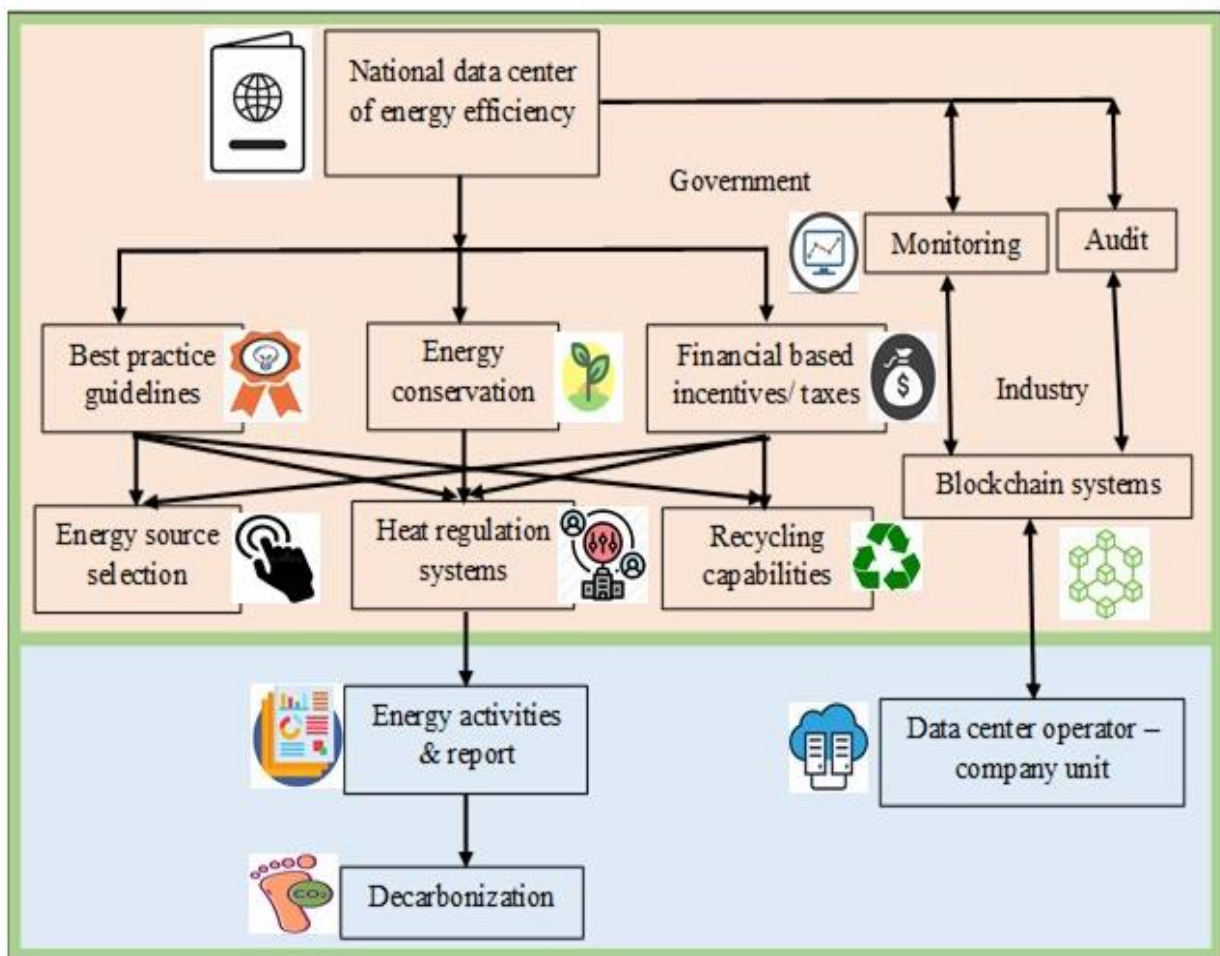 National data center
of energy efficiency
Government
Monitoring
Audit
Best practice
guidelines
Energy
conservation
Financial based
incentives/ taxes
$
Industry
Blockchain systems
Energy source
selection
Heat regulation
systems
Recycling
capabilities
Energy activities
& report
Data center operator –
company unit
CO₂
Decarbonization